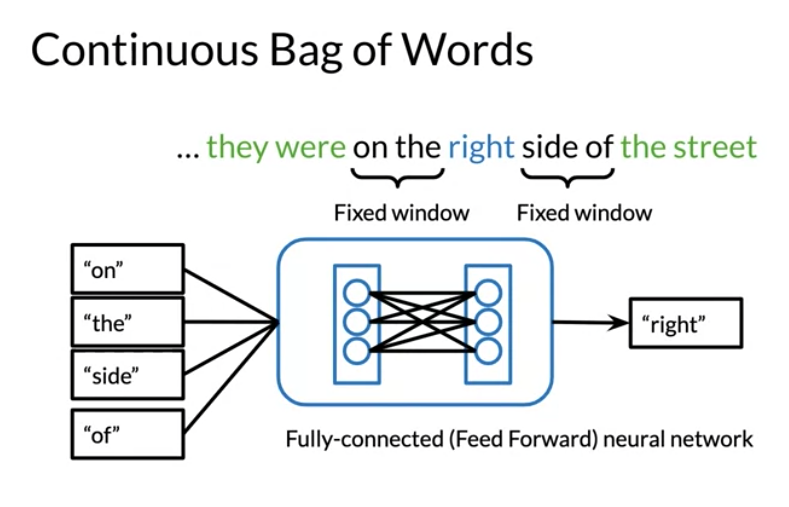 Continuous Bag of Words
... they were on the right side of the street
Fixed window Fixed window
“on”
“the”
“right”
“side”
“of”
Fully-connected (Feed Forward) neural network